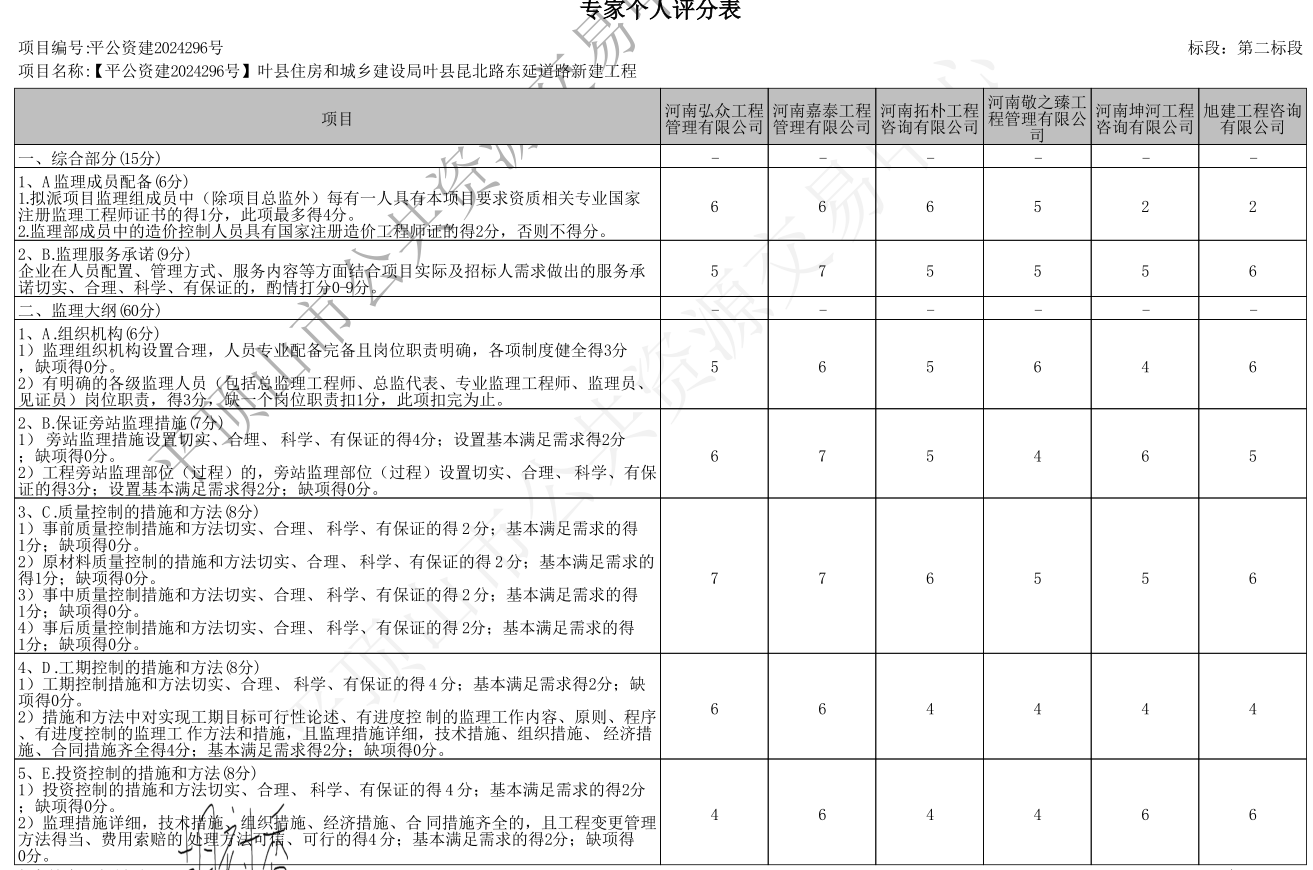 专家个人评分表
项目编号:平公资建2024296号 标段：第二标段
项目名称:【平公资建2024296号】叶县住房和城乡建设局叶县昆北路东延道路新建工程
项目 河南弘众工程管理有限公司 河南嘉泰工程管理有限公司 河南拓朴工程咨询有限公司 河南敬之臻工程管理有限公司 河南坤河工程咨询有限公司 旭建工程咨询有限公司
一、综合部分(15分) – – – – – –
1、A 监理成员配备(6分)
1.拟派项目监理组成员中（除项目总监外）每有一人具有本项目要求资质相关专业国家
注册监理工程师证书的得1分，此项最多得4分。
2.监理部成员中的造价控制人员具有国家注册造价工程师证的得2分，否则不得分。
6 6 6 5 2 2
2、B.监理服务承诺(9分)
企业在人员配置、管理方式、服务内容等方面结合项目实际及招标人需求做出的服务承
诺切实、合理、科学、有保证的，酌情打分0-9分。
5 7 5 5 5 6
二、监理大纲(60分) – – – – – –
1、A.组织机构(6分)
1）监理组织机构设置合理，人员专业配备完备且岗位职责明确，各项制度健全得3分
，缺项得0分。
2）有明确的各级监理人员（包括总监理工程师、总监代表、专业监理工程师、监理员、
见证员）岗位职责，得3分，缺一个岗位职责扣1分，此项扣完为止。
5 6 5 6 4 6
2、B.保证旁站监理措施(7分)
1） 旁站监理措施设置切实、合理、 科学、有保证的得4分；设置基本满足需求得2分
；缺项得0分。
2）工程旁站监理部位（过程）的，旁站监理部位（过程）设置切实、合理、 科学、有保
证的得3分；设置基本满足需求得2分；缺项得0分。
6 7 5 4 6 5
3、C.质量控制的措施和方法(8分)
1）事前质量控制措施和方法切实、合理、 科学、有保证的得 2 分；基本满足需求的得
1分；缺项得0分。
2）原材料质量控制的措施和方法切实、合理、 科学、有保证的得 2 分；基本满足需求的
得1分；缺项得0分。
3）事中质量控制措施和方法切实、合理、 科学、有保证的得 2 分；基本满足需求的得
1分；缺项得0分。
4）事后质量控制措施和方法切实、合理、 科学、有保证的得 2分；基本满足需求的得
1分；缺项得0分。
7 7 6 5 5 6
4、D.工期控制的措施和方法(8分)
1）工期控制措施和方法切实、合理、 科学、有保证的得 4 分；基本满足需求得2分；缺
项得0分。
2）措施和方法中对实现工期目标可行性论述、有进度控 制的监理工作内容、原则、程序
、有进度控制的监理工 作方法和措施，且监理措施详细，技术措施、组织措施、 经济措
施、合同措施齐全得4分；基本满足需求得2分；缺项得0分。
6 6 4 4 4 4
5、E.投资控制的措施和方法(8分)
1）投资控制的措施和方法切实、合理、 科学、有保证的得 4 分；基本满足需求的得2分
；缺项得0分。
2）监理措施详细，技术措施、组织措施、经济措施、合 同措施齐全的，且工程变更管理
方法得当、费用索赔的 处理方法可信、可行的得4 分；基本满足需求的得2分；缺项得
0分。
4 6 4 4 6 6
平顶山市公共资源交易中心
平顶山市公共资源交易中心